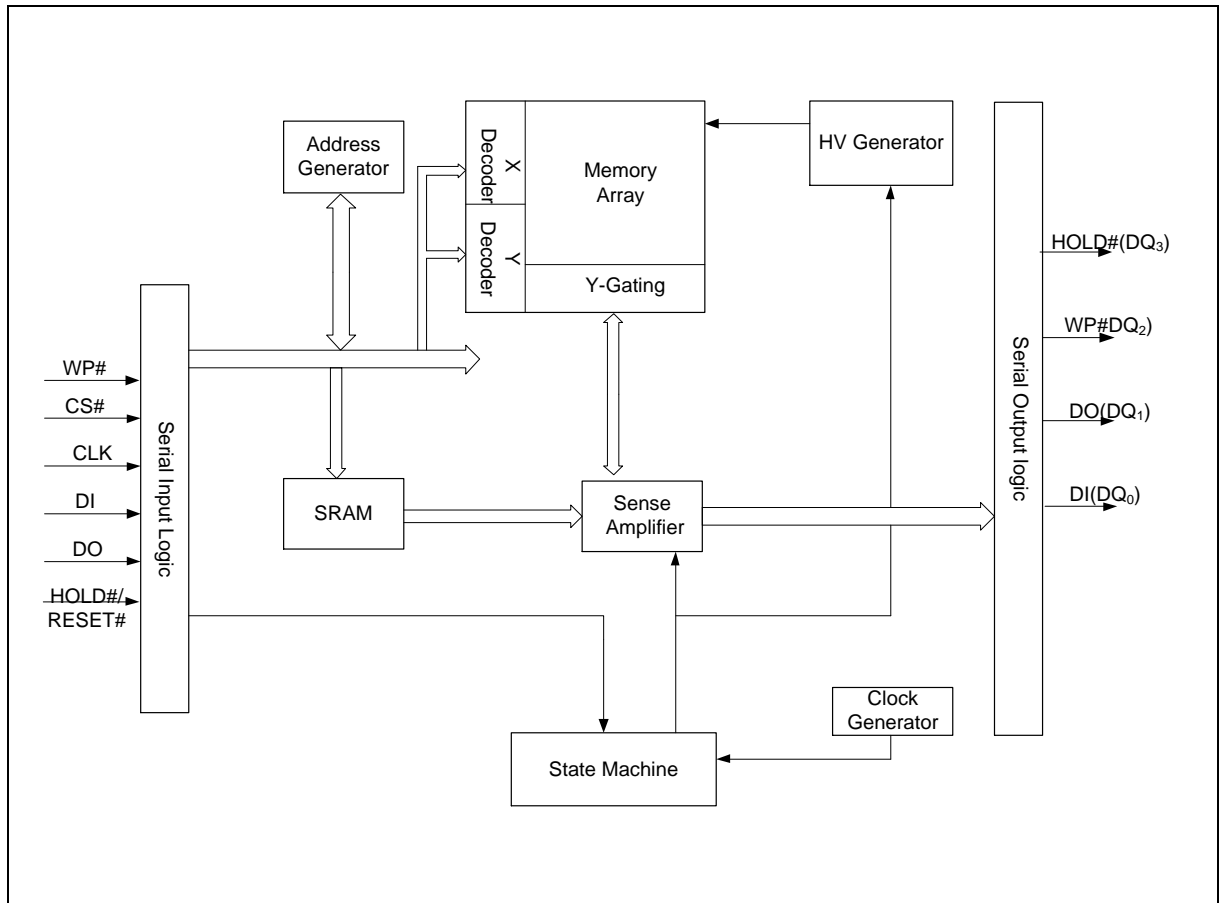 Address
Generator
X
Decoder
Y
Decoder
Memory
Array
Y-Gating
HV Generator
WP#
CS#
CLK
DI
DO
HOLD#/
RESET#
Serial Input Logic
SRAM
Sense
Amplifier
State Machine
Clock
Generator
Serial Output logic
HOLD#(DQ3)
WP#DQ2)
DO(DQ1)
DI(DQ0)